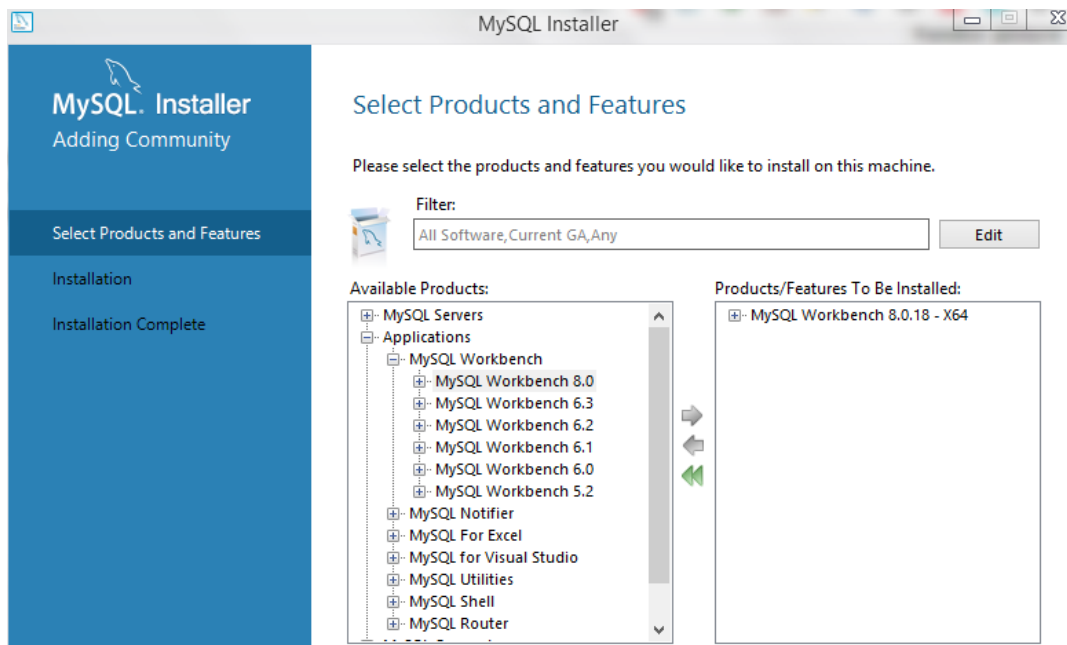 MySQL Installer
MySQL. Installer
Adding Community
Select Products and Features
Installation
Installation Complete
Select Products and Features
Please select the products and features you would like to install on this machine.
Filter:
All Software,Current GA,Any
Edit
Available Products:
MySQL Servers
Applications
MySQL Workbench
MySQL Workbench 8.0
MySQL Workbench 6.3
MySQL Workbench 6.2
MySQL Workbench 6.1
MySQL Workbench 6.0
MySQL Workbench 5.2
MySQL Notifier
MySQL For Excel
MySQL for Visual Studio
MySQL Utilities
MySQL Shell
MySQL Router
Products/Features To Be Installed:
MySQL Workbench 8.0.18 - X64